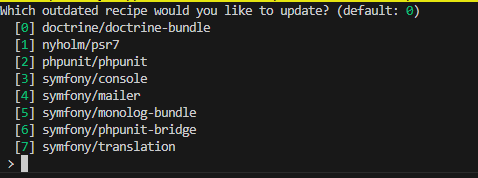 Which outdated recipe would you like to update? (default: 0)
[0] doctrine/doctrine-bundle
[1] nyholm/psr7
[2] phpunit/phpunit
[3] symfony/console
[4] symfony/mailer
[5] symfony/monolog-bundle
[6] symfony/phpunit-bridge
[7] symfony/translation
>